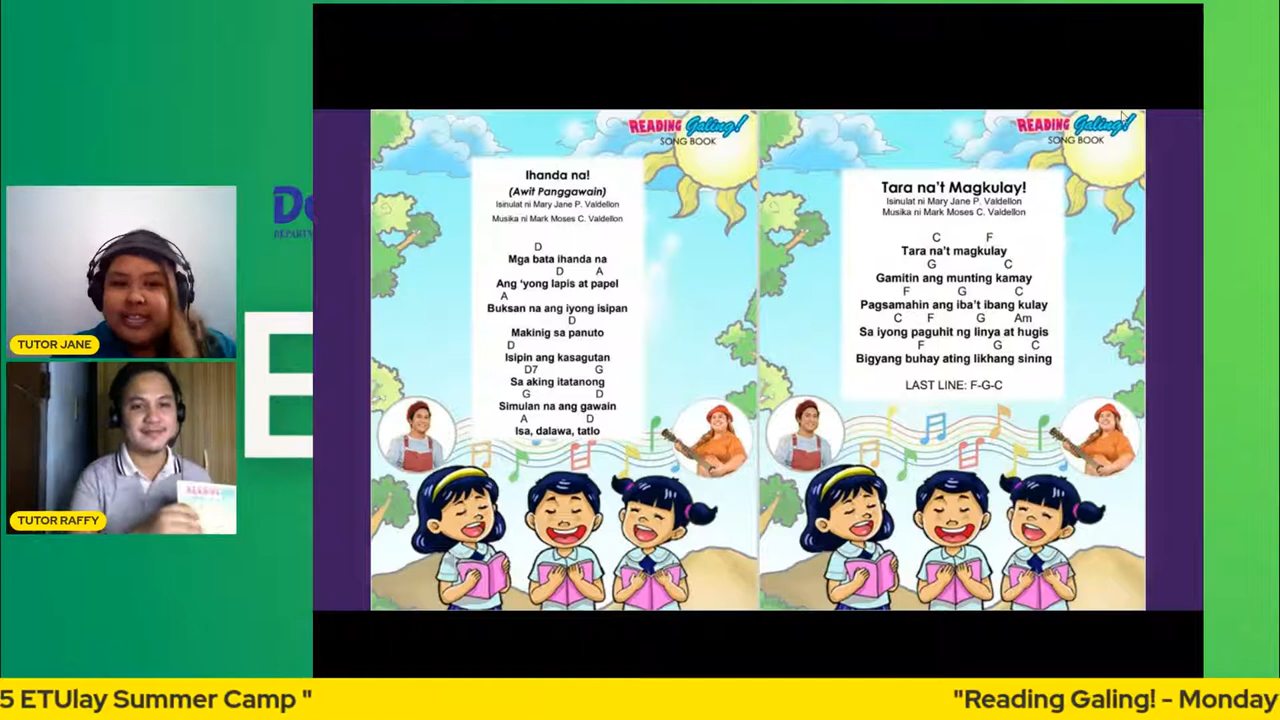 De
DEPARTM
E
TUTOR JANE
TUTOR RAFFY
READING Galing!
SONG BOOK
Ihanda na!
(Awit Panggawain)
Isinulat ni Mary Jane P. Valdellon
Musika ni Mark Moses C. Valdellon
D
Mga bata ihanda na
D A
Ang ‘yong lapis at papel
A
Buksan na ang iyong isipan
D
Makinig sa panuto
D
Isipin ang kasagutan
D7 G
Sa aking itatanong
G D
Simulan na ang gawain
A D
Isa, dalawa, tatlo
READING Galing!
SONG BOOK
Tara na’t Magkulay!
Isinulat ni Mary Jane P. Valdellon
Musika ni Mark Moses C. Valdellon
C F
Tara na’t magkulay
G C
Gamitin ang munting kamay
F G C
Pagsamahin ang iba’t ibang kulay
C F G Am
Sa iyong paguhit ng linya at hugis
F G C
Bigyang buhay ating likhang sining
LAST LINE: F-G-C
5 ETUlay Summer Camp " "Reading Galing! - Monday